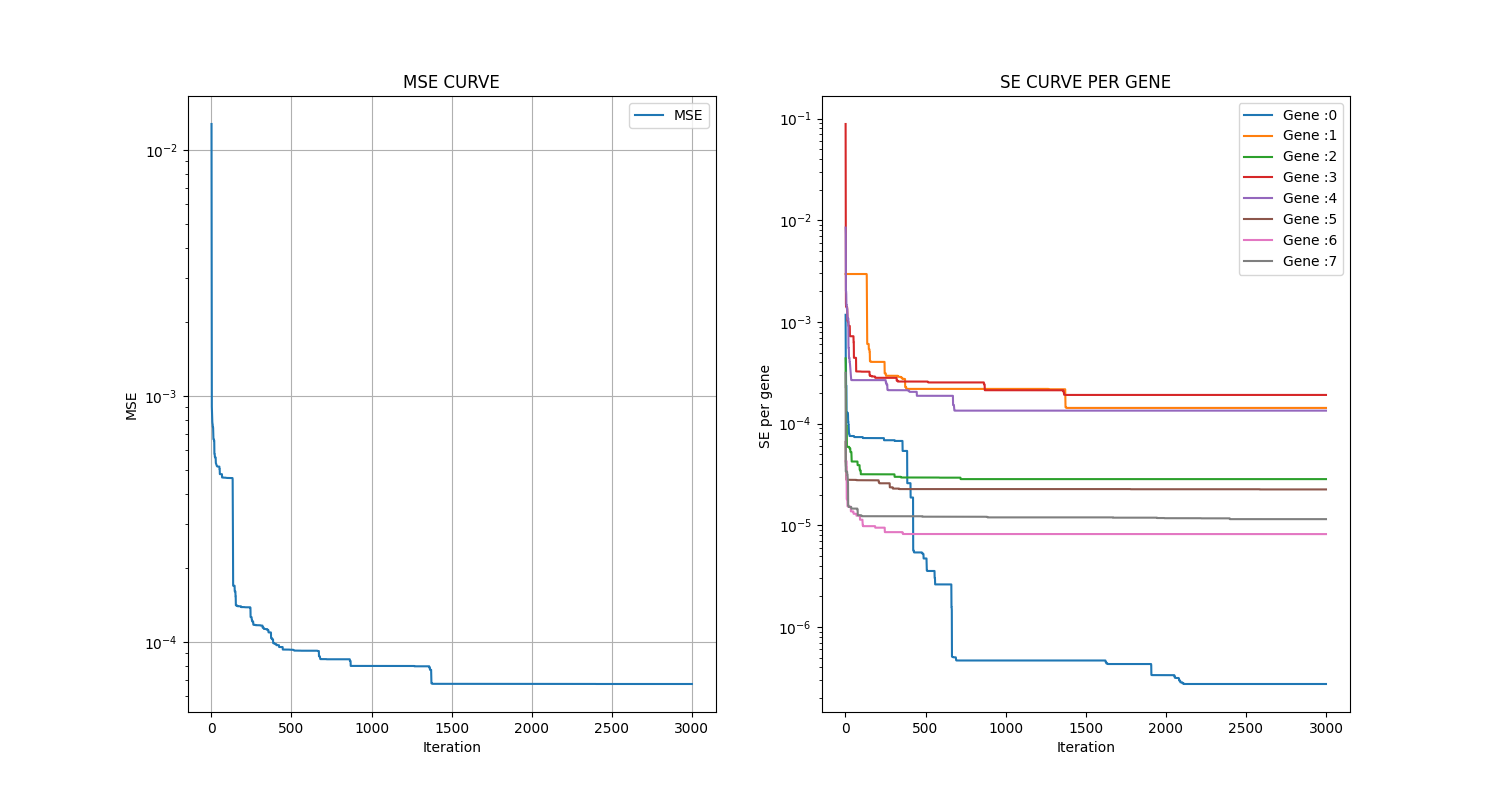 MSE CURVE
MSE
10⁻²
10⁻³
10⁻⁴
MSE
0
500
1000
1500
2000
2500
3000
Iteration
SE CURVE PER GENE
Gene :0
Gene :1
Gene :2
Gene :3
Gene :4
Gene :5
Gene :6
Gene :7
10⁻¹
10⁻²
10⁻³
10⁻⁴
10⁻⁵
10⁻⁶
SE per gene
0
500
1000
1500
2000
2500
3000
Iteration